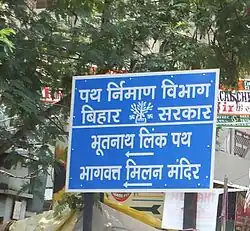 पथ निर्माण विभाग
बिहार सरकार
भूतनाथ लिंक पथ
भागवत मिलन मंदिर